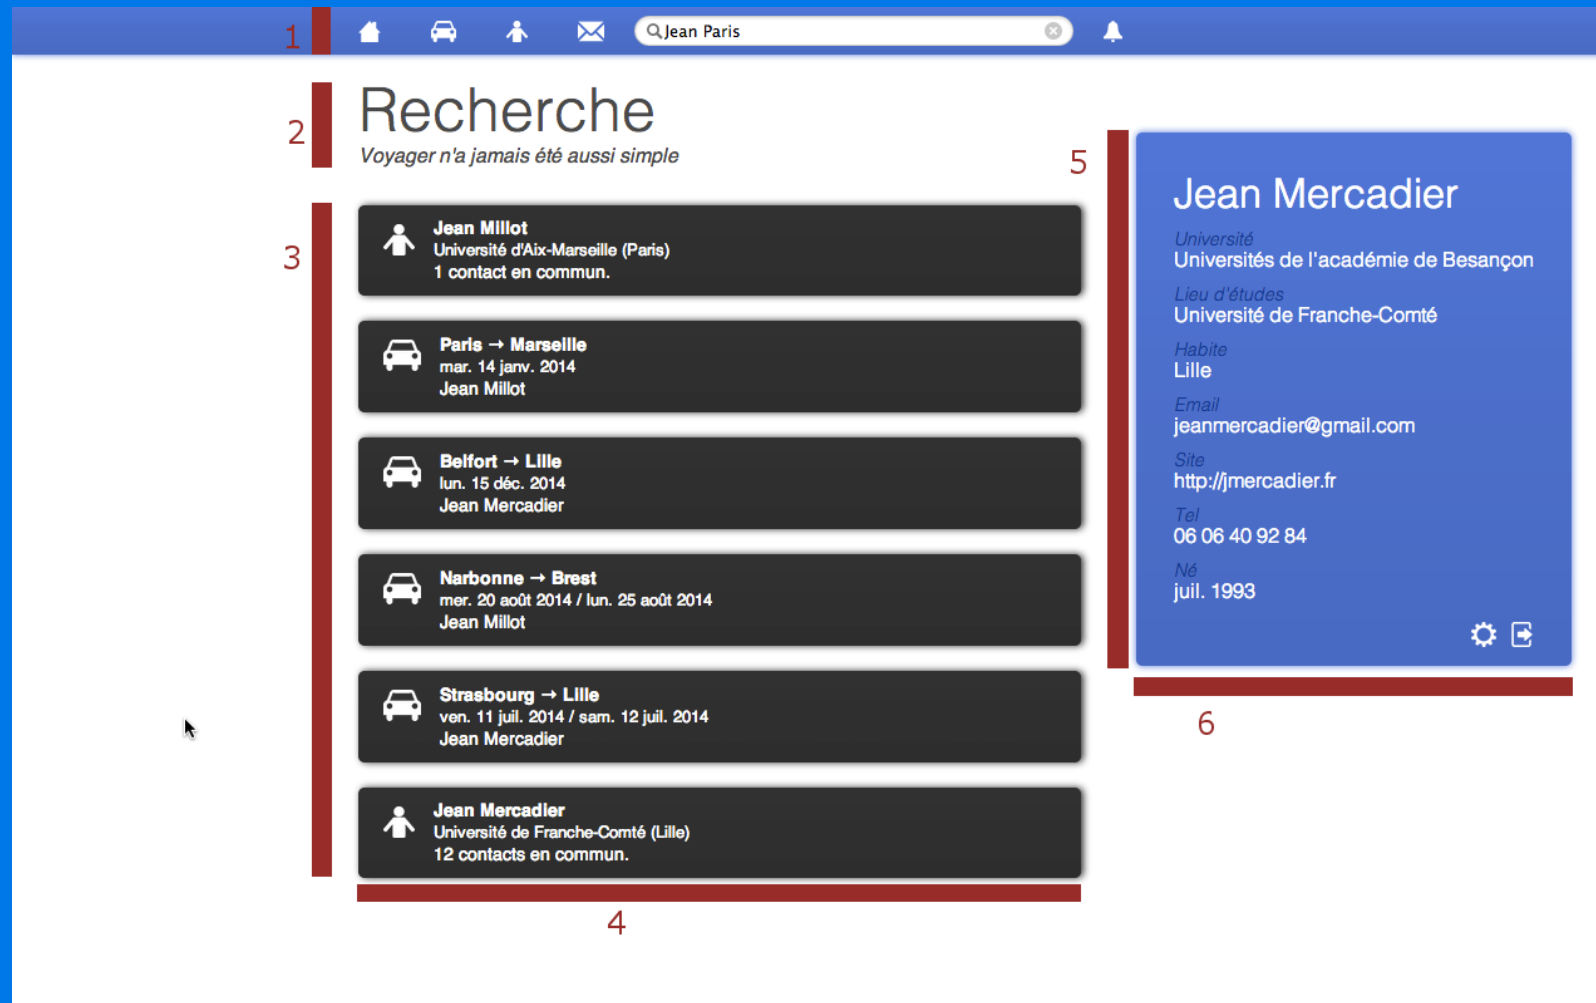 1
Jean Paris
2
Recherche
Voyager n'a jamais été aussi simple
3
Jean Millot
Université d'Aix-Marseille (Paris)
1 contact en commun.
Paris → Marseille
mar. 14 janv. 2014
Jean Millot
Belfort → Lille
lun. 15 déc. 2014
Jean Mercadier
Narbonne → Brest
mer. 20 août 2014 / lun. 25 août 2014
Jean Millot
Strasbourg → Lille
ven. 11 juil. 2014 / sam. 12 juil. 2014
Jean Mercadier
Jean Mercadier
Université de Franche-Comté (Lille)
12 contacts en commun.
4
5
Jean Mercadier
Université
Universités de l'académie de Besançon
Lieu d'études
Université de Franche-Comté
Habite
Lille
Email
jeanmercadier@gmail.com
Site
http://jmercadier.fr
Tel
06 06 40 92 84
Né
juil. 1993
6